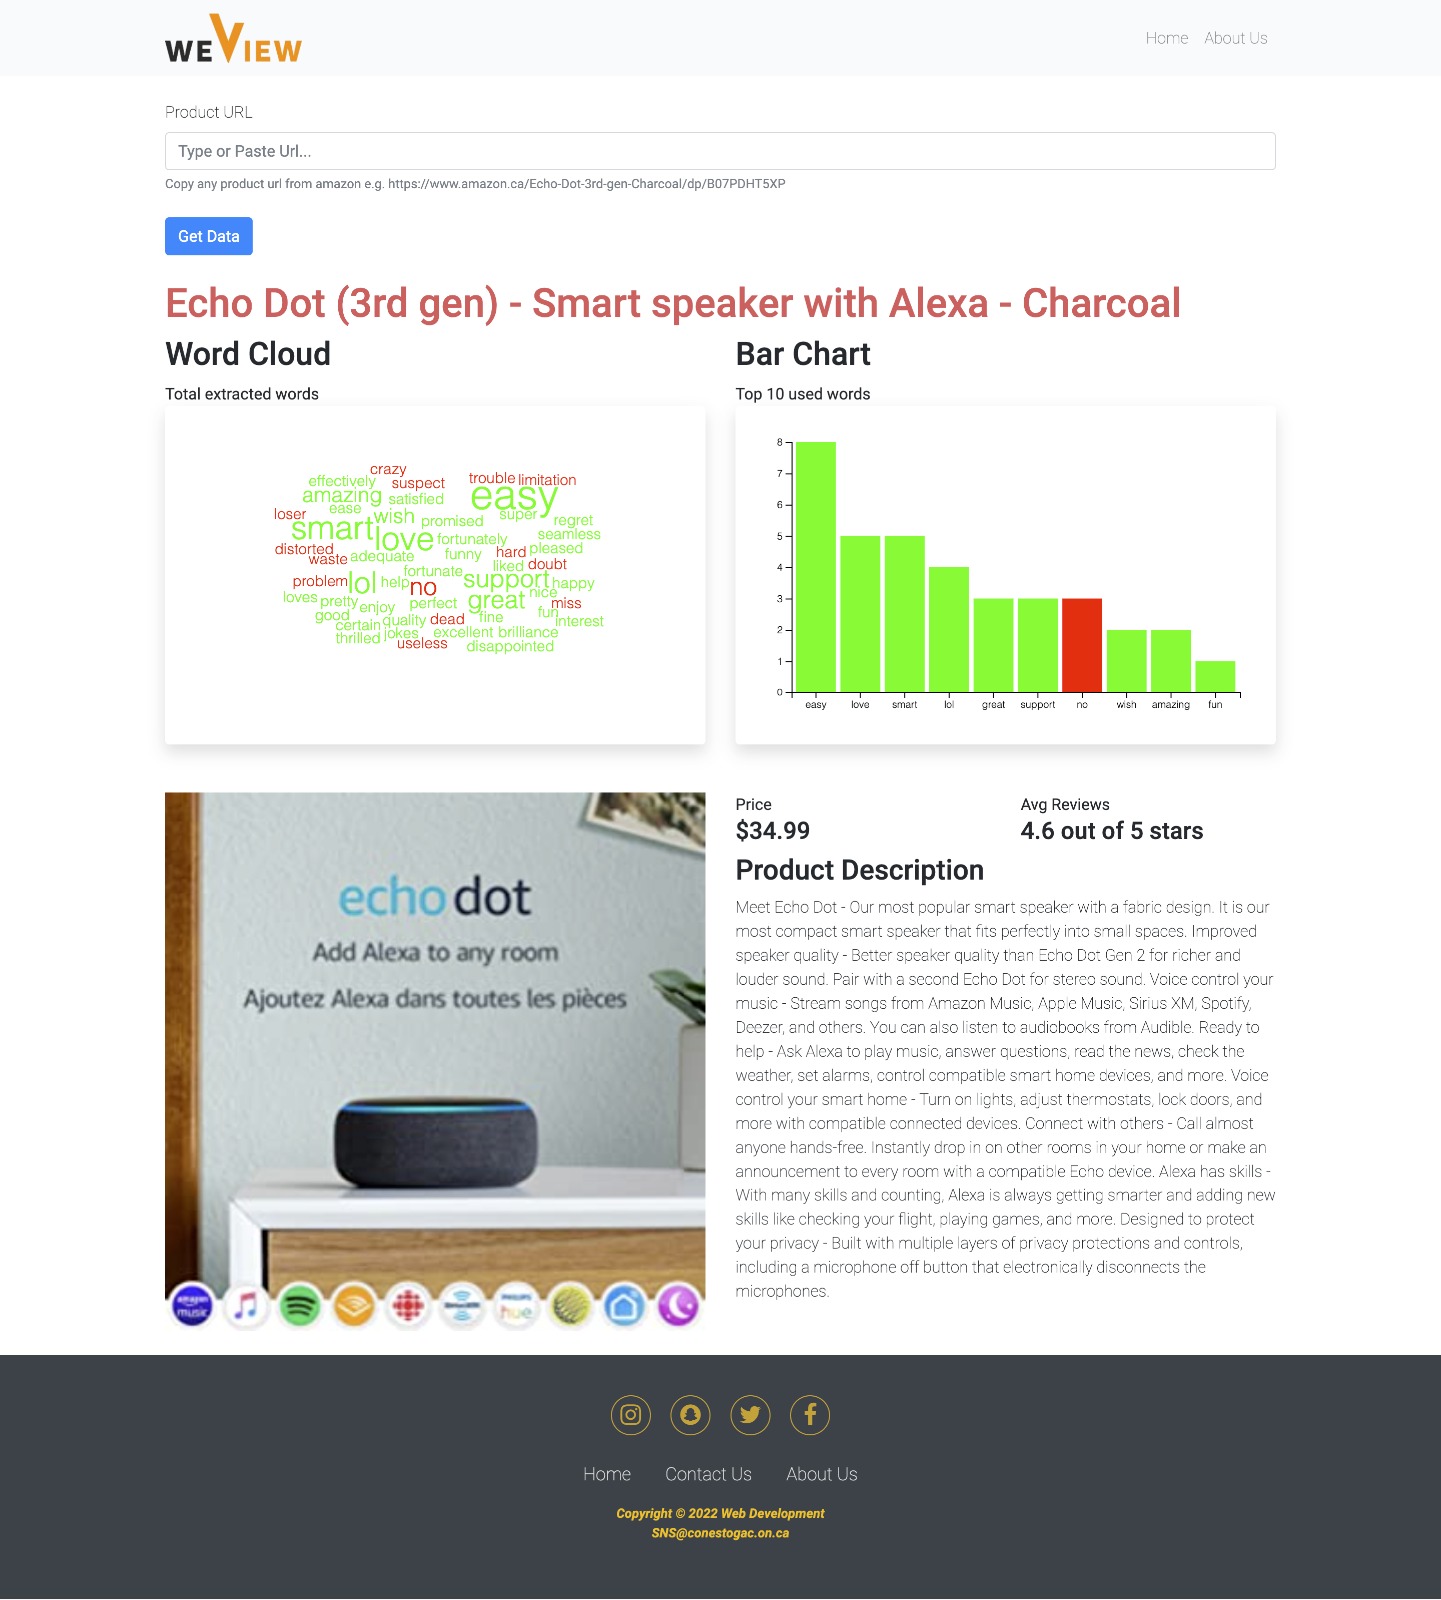 WEVIEW
Home About Us
Product URL
Type or Paste Url...
Copy any product url from amazon e.g. https://www.amazon.ca/Echo-Dot-3rd-gen-Charcoal/dp/B07PDHT5XP
Get Data
Echo Dot (3rd gen) - Smart speaker with Alexa - Charcoal
Word Cloud
Total extracted words
crazy
effectively suspect trouble limitation
amazing satisfied easy
loser ease wish promised super regret
smart love fortunately seamless
distorted waste adequate funny hard pleased
fortunate liked doubt
problem lol help no support happy
loves pretty enjoy perfect great nice miss
good certain quality dead fine fun interest
thrilled jokes excellent brilliance
useless disappointed
Bar Chart
Top 10 used words
8
7
6
5
4
3
2
1
0
easy love smart lol great support no wish amazing fun
echo dot
Add Alexa to any room
Ajoutez Alexa dans toutes les pièces
amazon music
PHILIPS hue
Price
$34.99
Avg Reviews
4.6 out of 5 stars
Product Description
Meet Echo Dot - Our most popular smart speaker with a fabric design. It is our
most compact smart speaker that fits perfectly into small spaces. Improved
speaker quality - Better speaker quality than Echo Dot Gen 2 for richer and
louder sound. Pair with a second Echo Dot for stereo sound. Voice control your
music - Stream songs from Amazon Music, Apple Music, Sirius XM, Spotify,
Deezer, and others. You can also listen to audiobooks from Audible. Ready to
help - Ask Alexa to play music, answer questions, read the news, check the
weather, set alarms, control compatible smart home devices, and more. Voice
control your smart home - Turn on lights, adjust thermostats, lock doors, and
more with compatible connected devices. Connect with others - Call almost
anyone hands-free. Instantly drop in on other rooms in your home or make an
announcement to every room with a compatible Echo device. Alexa has skills -
With many skills and counting, Alexa is always getting smarter and adding new
skills like checking your flight, playing games, and more. Designed to protect
your privacy - Built with multiple layers of privacy protections and controls,
including a microphone off button that electronically disconnects the
microphones.
Home Contact Us About Us
Copyright © 2022 Web Development
SNS@conestogac.on.ca